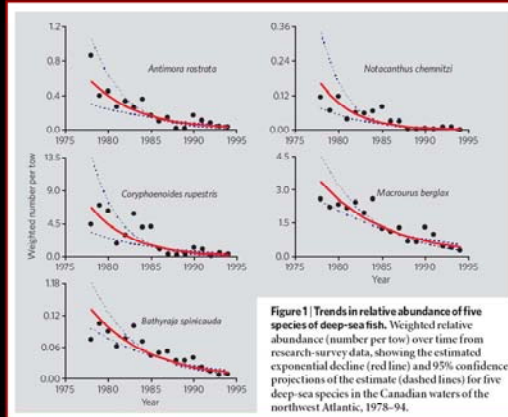 1.2
0.8
0.4
0.0
Antimora rostrata
1975 1980 1985 1990 1995
0.36
0.24
0.12
0.00
Notacanthus chemnitzi
1975 1980 1985 1990 1995
Weighted number per tow
13.5
9.0
4.5
0.0
Coryphaenoides rupestris
1975 1980 1985 1990 1995
4.5
3.0
1.5
0.0
Macrourus berglax
1975 1980 1985 1990 1995
Year
1.18
0.12
0.06
0.00
Bathyraja spinicauda
1975 1980 1985 1990 1995
Year
Figure 1 | Trends in relative abundance of five
species of deep-sea fish. Weighted relative
abundance (number per tow) over time from
research-survey data, showing the estimated
exponential decline (red line) and 95% confidence
projections of the estimate (dashed lines) for five
deep-sea species in the Canadian waters of the
northwest Atlantic, 1978–94.